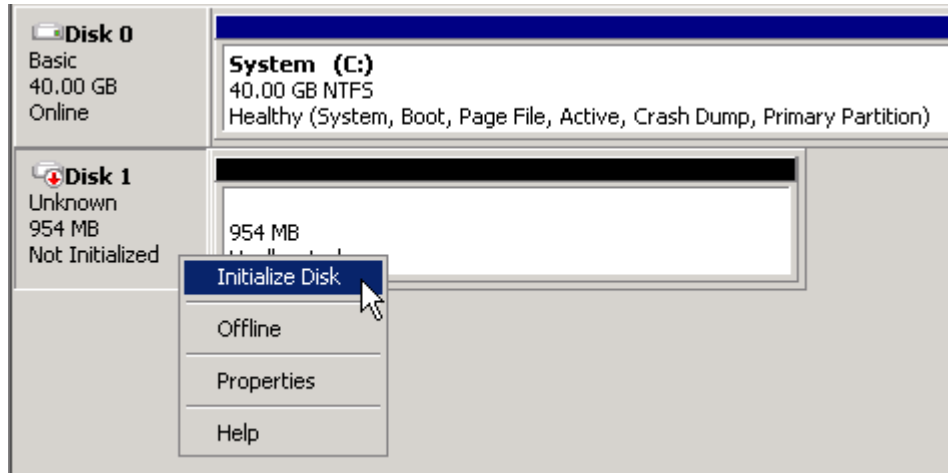 Disk 0
Basic
40.00 GB
Online
System (C:)
40.00 GB NTFS
Healthy (System, Boot, Page File, Active, Crash Dump, Primary Partition)
Disk 1
Unknown
954 MB
Not Initialized
954 MB
Initialize Disk
Offline
Properties
Help